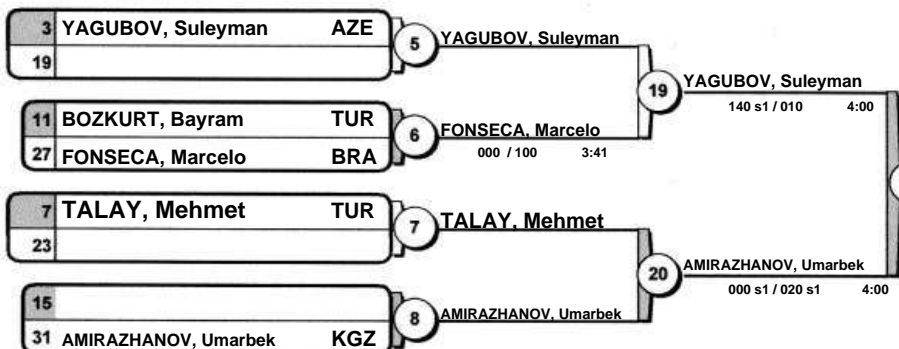 3 YAGUBOV, Suleyman AZE
19
5
YAGUBOV, Suleyman
11 BOZKURT, Bayram TUR
27 FONSECA, Marcelo BRA
6
FONSECA, Marcelo
000 / 100 3:41
19
YAGUBOV, Suleyman
140 s1 / 010 4:00
7 TALAY, Mehmet TUR
23
7
TALAY, Mehmet
15
31 AMIRAZHANOV, Umarbek KGZ
8
AMIRAZHANOV, Umarbek
20
AMIRAZHANOV, Umarbek
000 s1 / 020 s1 4:00